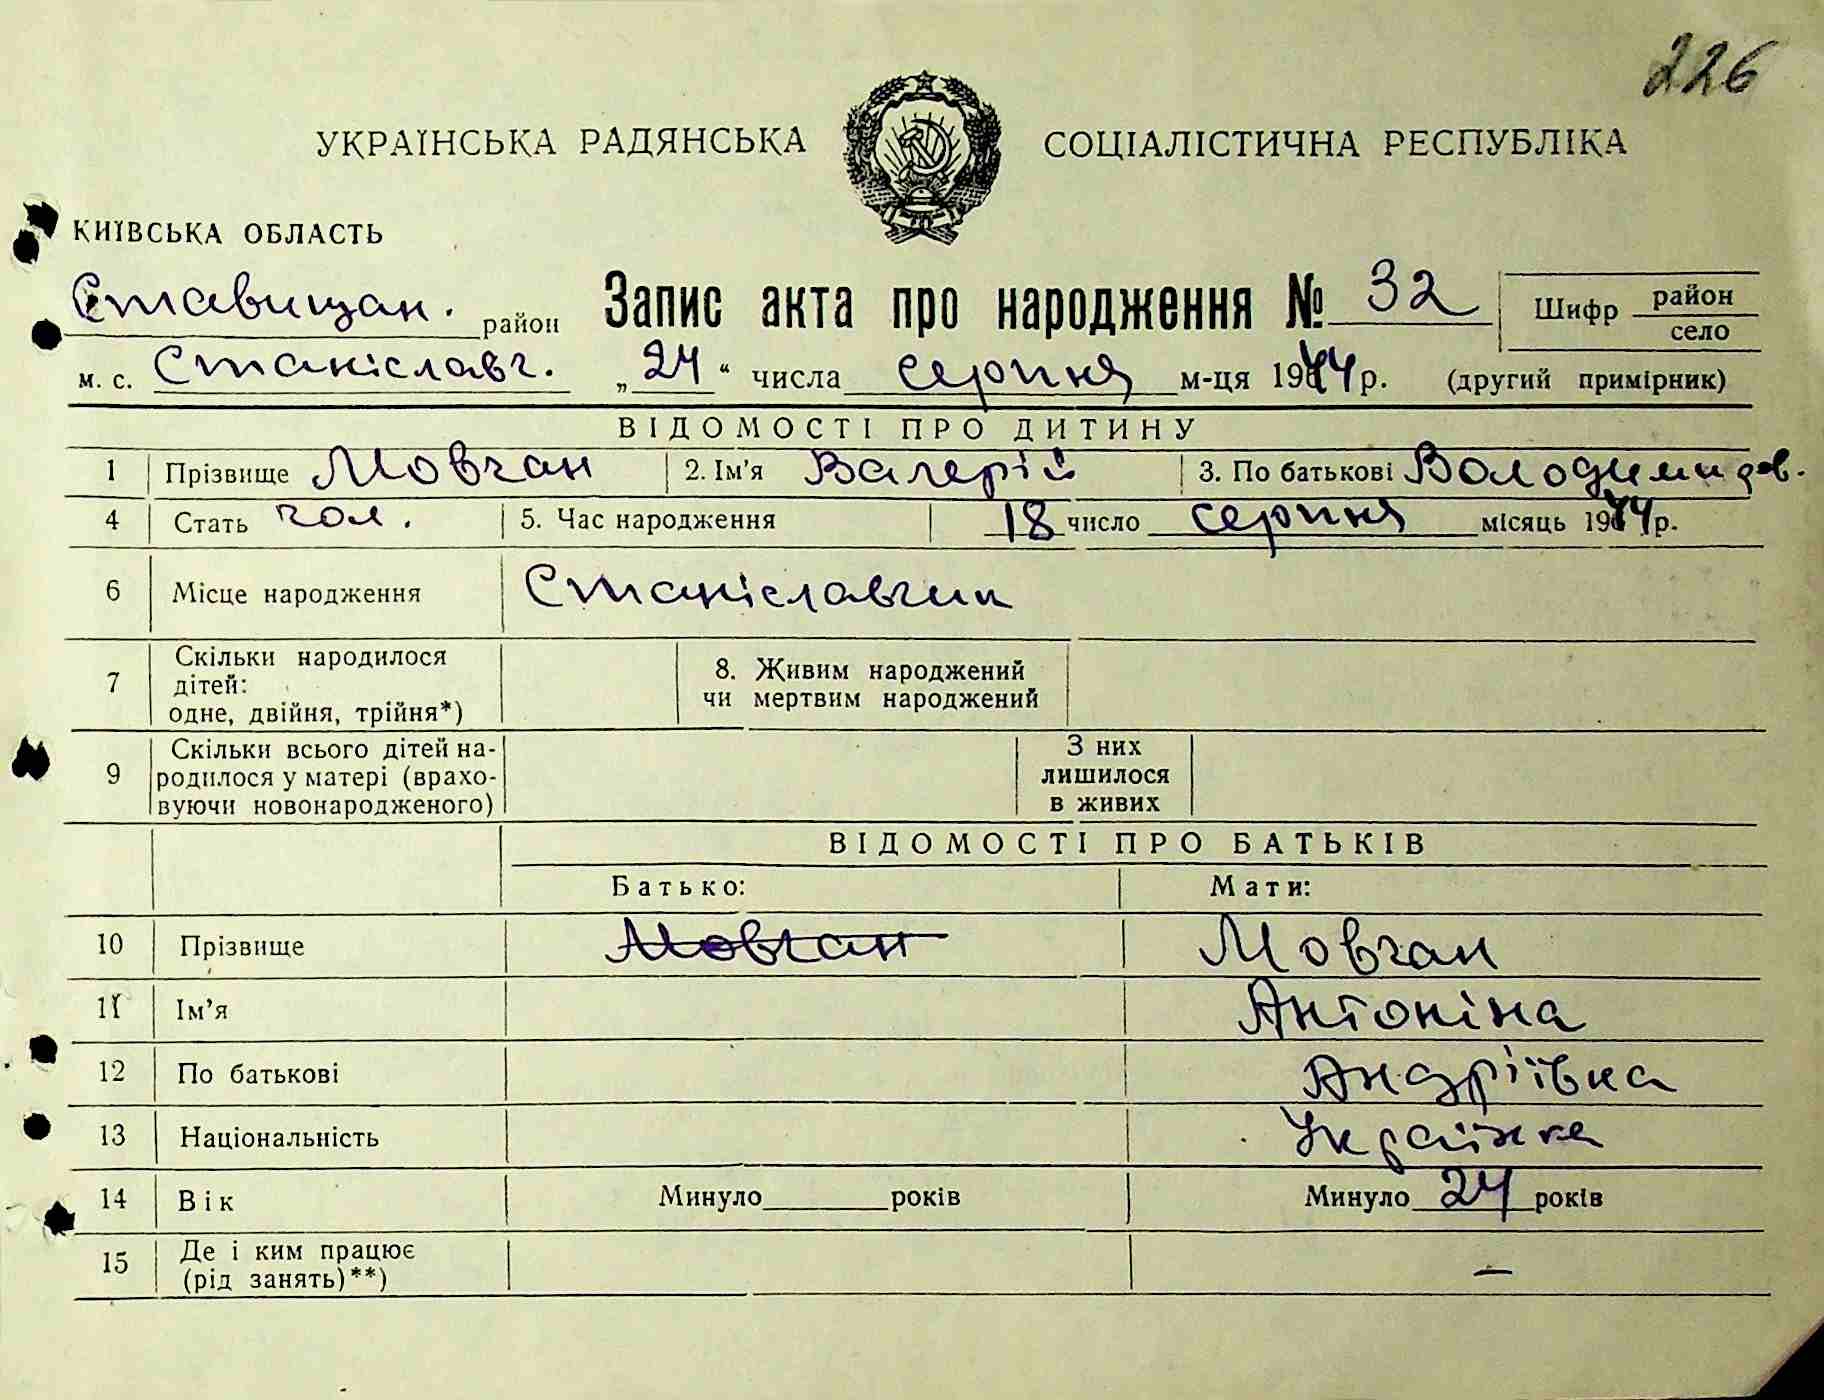 226
УКРАЇНСЬКА РАДЯНСЬКА СОЦІАЛІСТИЧНА РЕСПУБЛІКА
КИЇВСЬКА ОБЛАСТЬ
Ставищан. район Запис акта про народження № 32 Шифр район село
м. с. Станіславч. „24“ числа серпня м-ця 1944 р. (другий примірник)
ВІДОМОСТІ ПРО ДИТИНУ
1 Прізвище Мовчан 2. Ім'я Валерій 3. По батькові Володимиров.
4 Стать чол. 5. Час народження 18 число серпня місяць 1944 р.
6 Місце народження Станіславчик
7 Скільки народилося дітей: одне, двійня, трійня*) 8. Живим народжений чи мертвим народжений
9 Скільки всього дітей народилося у матері (враховуючи новонародженого) З них лишилося в живих
ВІДОМОСТІ ПРО БАТЬКІВ
Батько: Мати:
10 Прізвище Мовчан Мовчан
11 Ім'я Антоніна
12 По батькові Андріївна
13 Національність Українка
14 Вік Минуло______років Минуло 24 років
15 Де і ким працює (рід занять)**) —